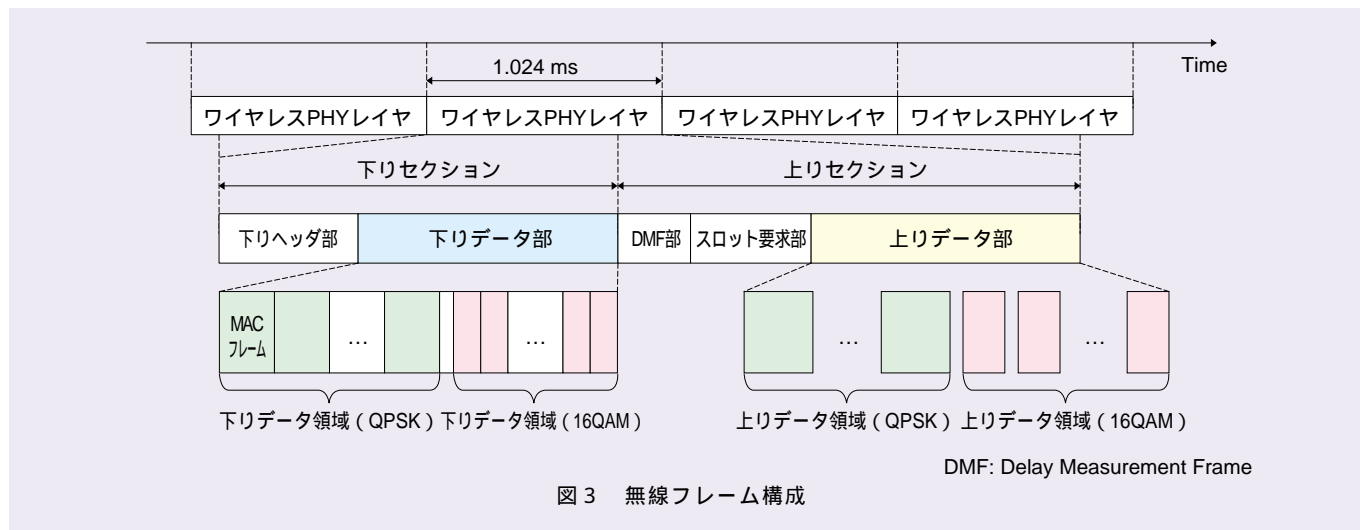 Time
1.024 ms
ワイヤレスPHYレイヤ ワイヤレスPHYレイヤ ワイヤレスPHYレイヤ ワイヤレスPHYレイヤ
下りセクション 上りセクション
下りヘッダ部 下りデータ部 DMF部 スロット要求部 上りデータ部
MAC
フレーム … … … …
下りデータ領域（QPSK） 下りデータ領域（16QAM） 上りデータ領域（QPSK） 上りデータ領域（16QAM）
DMF: Delay Measurement Frame
図3 無線フレーム構成